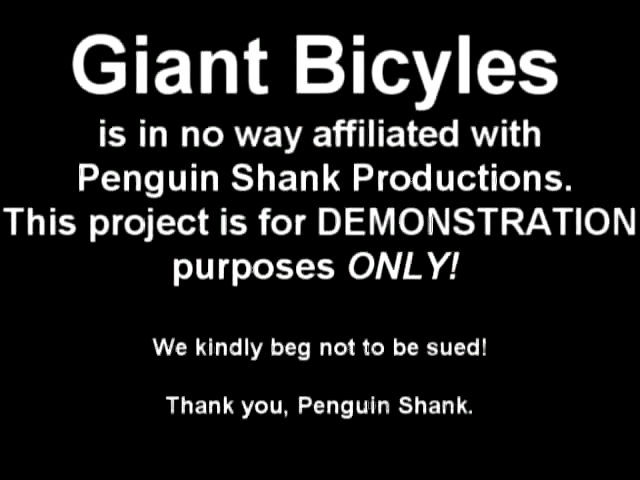 Giant Bicyles
is in no way affiliated with
Penguin Shank Productions.
This project is for DEMONSTRATION
purposes ONLY!
We kindly beg not to be sued!
Thank you, Penguin Shank.